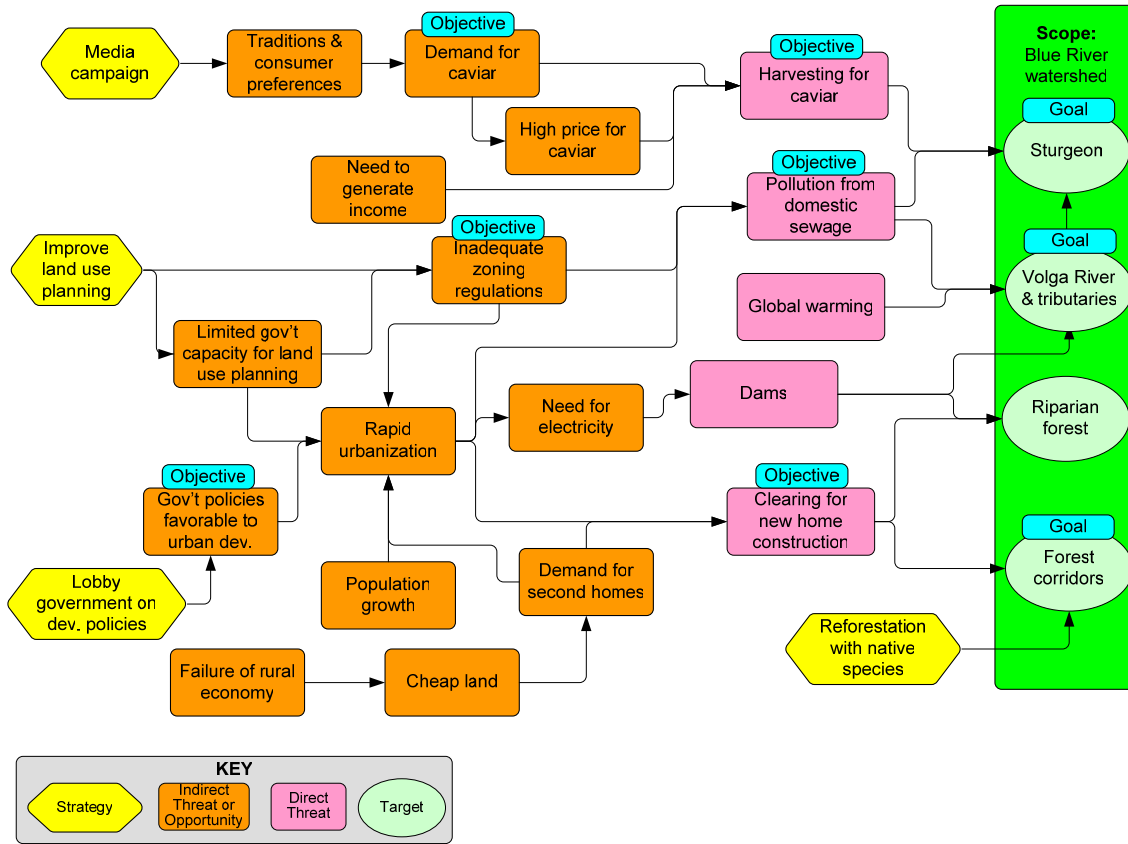 Media
campaign
Traditions &
consumer
preferences
Objective
Demand for
caviar
High price for
caviar
Need to
generate
income
Objective
Harvesting for
caviar
Scope:
Blue River
watershed
Goal
Sturgeon
Objective
Pollution from
domestic
sewage
Improve
land use
planning
Objective
Inadequate
zoning
regulations
Goal
Volga River
& tributaries
Global warming
Limited gov't
capacity for land
use planning
Rapid
urbanization
Need for
electricity
Dams
Riparian
forest
Objective
Gov't policies
favorable to
urban dev.
Objective
Clearing for
new home
construction
Goal
Forest
corridors
Lobby
government on
dev. policies
Population
growth
Demand for
second homes
Reforestation
with native
species
Failure of rural
economy
Cheap land
KEY
Strategy
Indirect
Threat or
Opportunity
Direct
Threat
Target